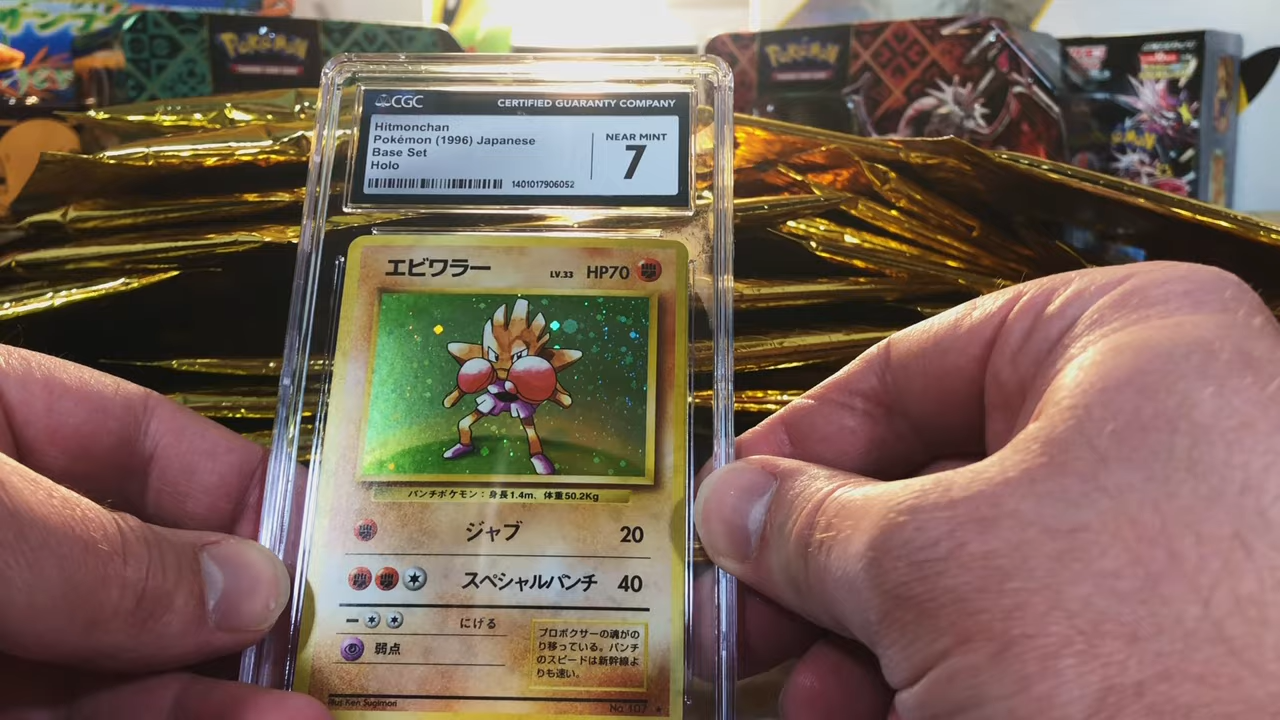 Pokémon
Pokémon
CGC CERTIFIED GUARANTY COMPANY
Hitmonchan
Pokémon (1996) Japanese
Base Set
Holo
NEAR MINT
7
1401017906052
エビワラー LV.33 HP70
パンチポケモン：身長1.4m、体重50.2Kg
ジャブ 20
スペシャルパンチ 40
にげる
弱点
プロボクサーの魂がの
り移っている。パンチ
のスピードは新幹線よ
りも速い。
Illus. Ken Sugimori
No.107